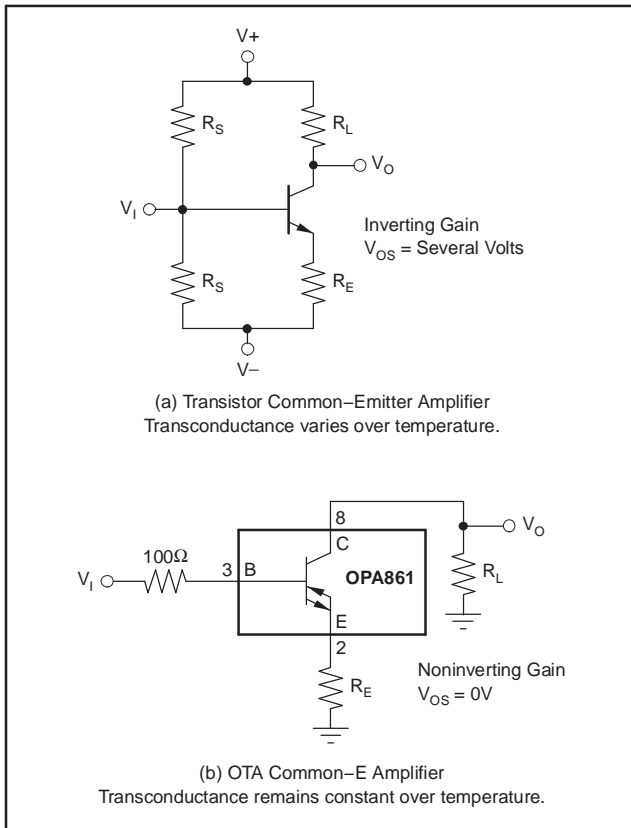 V+
R_S
R_L
V_O
V_I
Inverting Gain
V_OS = Several Volts
R_S
R_E
V−
(a) Transistor Common−Emitter Amplifier
Transconductance varies over temperature.
8
V_O
100Ω
C
V_I
3
B
OPA861
R_L
E
2
Noninverting Gain
V_OS = 0V
R_E
(b) OTA Common−E Amplifier
Transconductance remains constant over temperature.